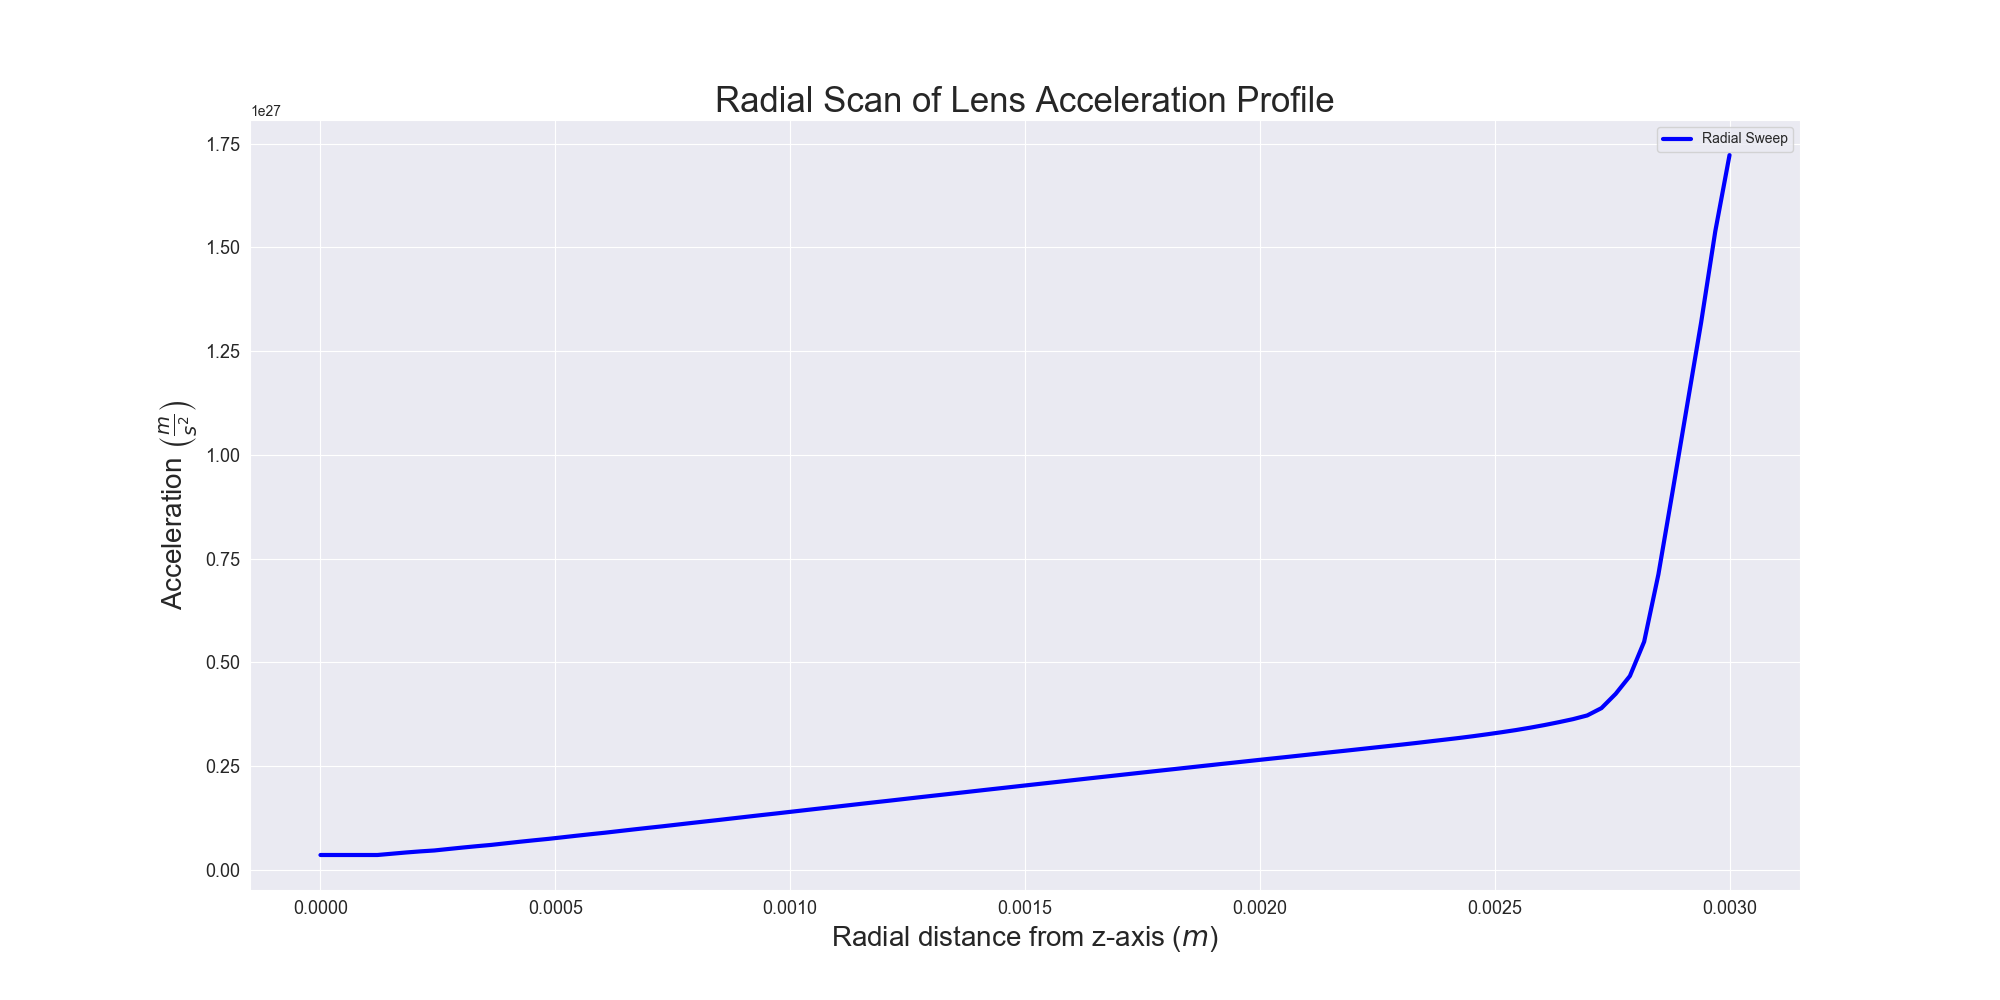 Radial Scan of Lens Acceleration Profile
1e27
Radial Sweep
1.75
1.50
1.25
1.00
0.75
0.50
0.25
0.00
Acceleration (m/s²)
0.0000 0.0005 0.0010 0.0015 0.0020 0.0025 0.0030
Radial distance from z-axis (m)